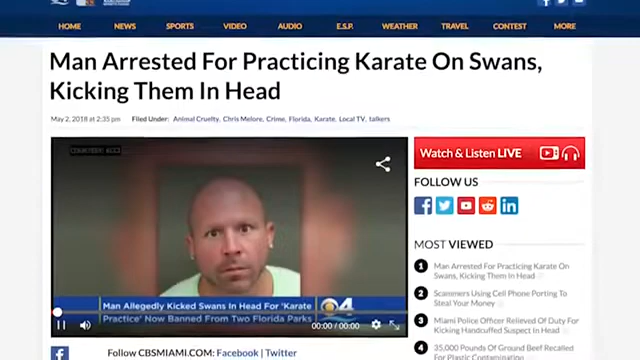 HOME NEWS SPORTS VIDEO AUDIO E.S.P. WEATHER TRAVEL CONTEST MORE
Man Arrested For Practicing Karate On Swans,
Kicking Them In Head
May 2, 2018 at 2:35 pm Filed Under: Animal Cruelty, Chris Melore, Crime, Florida, Karate, Local TV, talkers
Watch & Listen LIVE
FOLLOW US
MOST VIEWED
1 Man Arrested For Practicing Karate On
Swans, Kicking Them In Head
2 Scammers Using Cell Phone Porting To
Steal Your Money
3 Miami Police Officer Relieved Of Duty For
Kicking Handcuffed Suspect In Head
4 35,000 Pounds Of Ground Beef Recalled
For Plastic Contamination
Man Allegedly Kicked Swans In Head For 'Karate
Practice' Now Banned From Two Florida Parks
4
00:00 / 00:00
Follow CBSMIAMI.COM: Facebook | Twitter